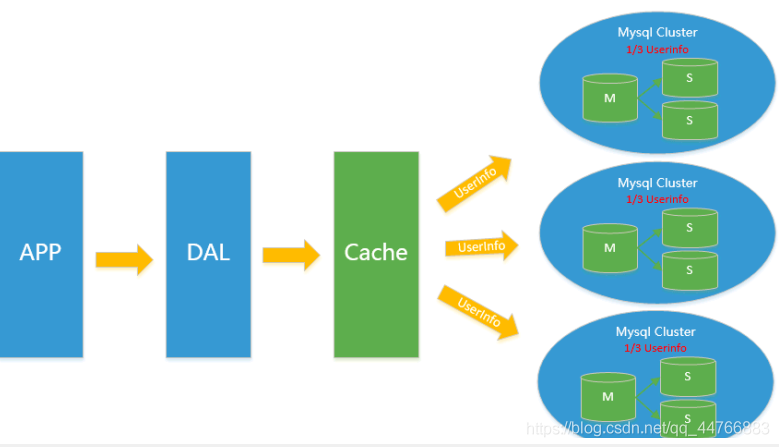 Mysql Cluster
1/3 Userinfo
M
S
S
APP
DAL
Cache
UserInfo
UserInfo
UserInfo
Mysql Cluster
1/3 Userinfo
M
S
S
Mysql Cluster
1/3 Userinfo
M
S
S
https://blog.csdn.net/qq_44766883